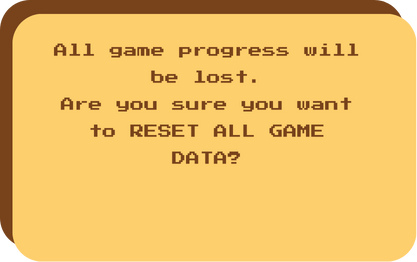 All game progress will
be lost.
Are you sure you want
to RESET ALL GAME
DATA?